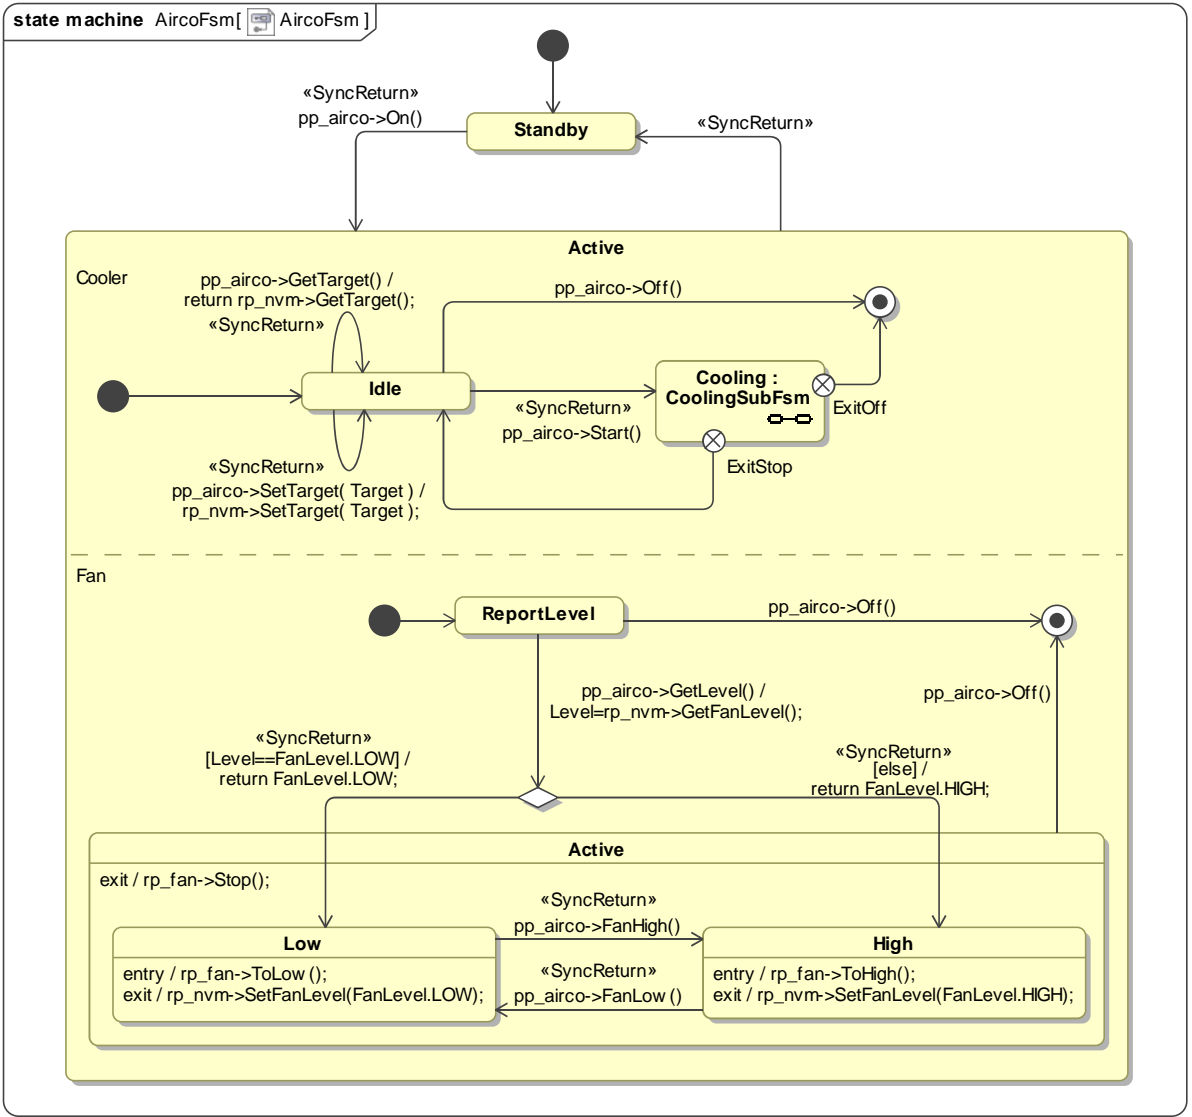 state machine AircoFsm[ AircoFsm ]
«SyncReturn»
pp_airco->On()
Standby
«SyncReturn»
Active
Cooler
pp_airco->GetTarget() /
return rp_nvm->GetTarget();
«SyncReturn»
pp_airco->Off()
Idle
Cooling :
CoolingSubFsm
«SyncReturn»
pp_airco->Start()
ExitOff
ExitStop
«SyncReturn»
pp_airco->SetTarget( Target ) /
rp_nvm->SetTarget( Target );
Fan
ReportLevel
pp_airco->Off()
pp_airco->GetLevel() /
Level=rp_nvm->GetFanLevel();
pp_airco->Off()
«SyncReturn»
[Level==FanLevel.LOW] /
return FanLevel.LOW;
«SyncReturn»
[else] /
return FanLevel.HIGH;
Active
exit / rp_fan->Stop();
«SyncReturn»
pp_airco->FanHigh()
Low
entry / rp_fan->ToLow ();
exit / rp_nvm->SetFanLevel(FanLevel.LOW);
«SyncReturn»
pp_airco->FanLow ()
High
entry / rp_fan->ToHigh();
exit / rp_nvm->SetFanLevel(FanLevel.HIGH);